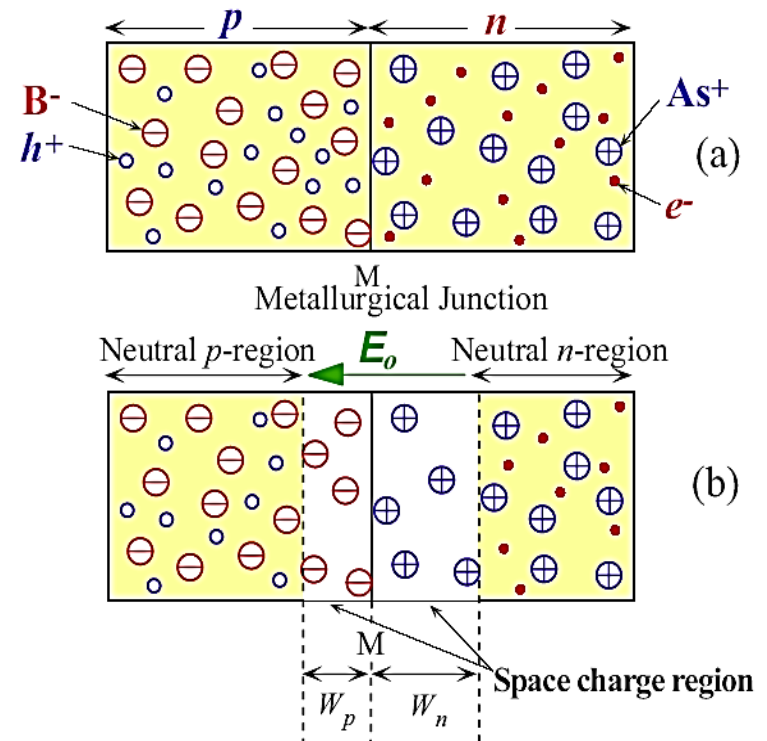 p n
B-
h+
As+
(a)
e-
M
Metallurgical Junction
Neutral p-region Eo Neutral n-region
(b)
M
Space charge region
Wp Wn